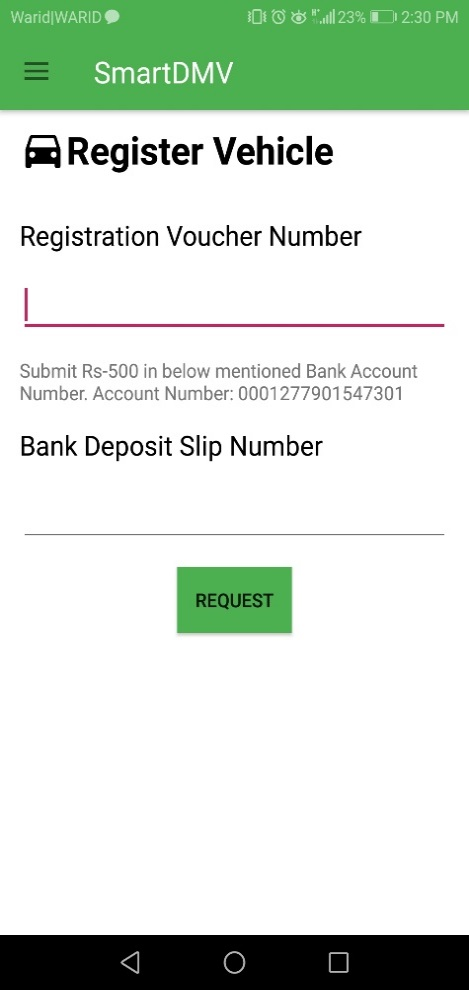 Warid|WARID 23% 2:30 PM
SmartDMV
Register Vehicle
Registration Voucher Number
Submit Rs-500 in below mentioned Bank Account
Number. Account Number: 0001277901547301
Bank Deposit Slip Number
REQUEST